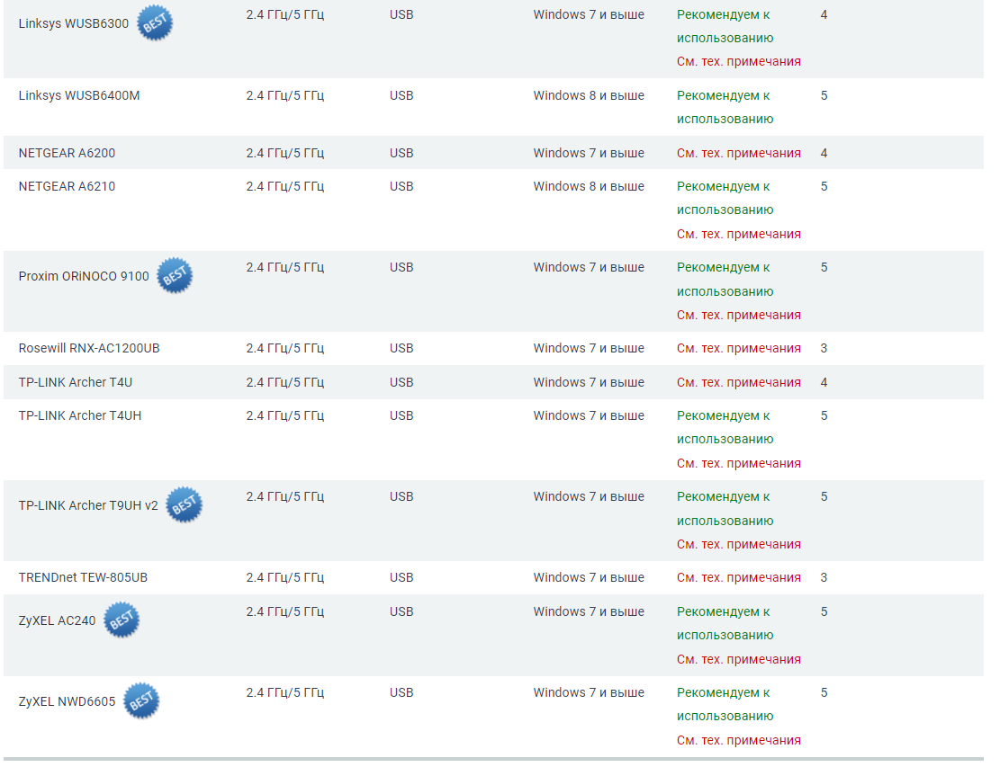 Linksys WUSB6300 BEST 2.4 ГГц/5 ГГц USB Windows 7 и выше Рекомендуем к 4
использованию
См. тех. примечания
Linksys WUSB6400M 2.4 ГГц/5 ГГц USB Windows 8 и выше Рекомендуем к 5
использованию
NETGEAR A6200 2.4 ГГц/5 ГГц USB Windows 7 и выше См. тех. примечания 4
NETGEAR A6210 2.4 ГГц/5 ГГц USB Windows 8 и выше Рекомендуем к 5
использованию
См. тех. примечания
Proxim ORiNOCO 9100 BEST 2.4 ГГц/5 ГГц USB Windows 7 и выше Рекомендуем к 5
использованию
См. тех. примечания
Rosewill RNX-AC1200UB 2.4 ГГц/5 ГГц USB Windows 7 и выше См. тех. примечания 3
TP-LINK Archer T4U 2.4 ГГц/5 ГГц USB Windows 7 и выше См. тех. примечания 4
TP-LINK Archer T4UH 2.4 ГГц/5 ГГц USB Windows 7 и выше Рекомендуем к 5
использованию
См. тех. примечания
TP-LINK Archer T9UH v2 BEST 2.4 ГГц/5 ГГц USB Windows 7 и выше Рекомендуем к 5
использованию
См. тех. примечания
TRENDnet TEW-805UB 2.4 ГГц/5 ГГц USB Windows 7 и выше См. тех. примечания 3
ZyXEL AC240 BEST 2.4 ГГц/5 ГГц USB Windows 7 и выше Рекомендуем к 5
использованию
См. тех. примечания
ZyXEL NWD6605 BEST 2.4 ГГц/5 ГГц USB Windows 7 и выше Рекомендуем к 5
использованию
См. тех. примечания